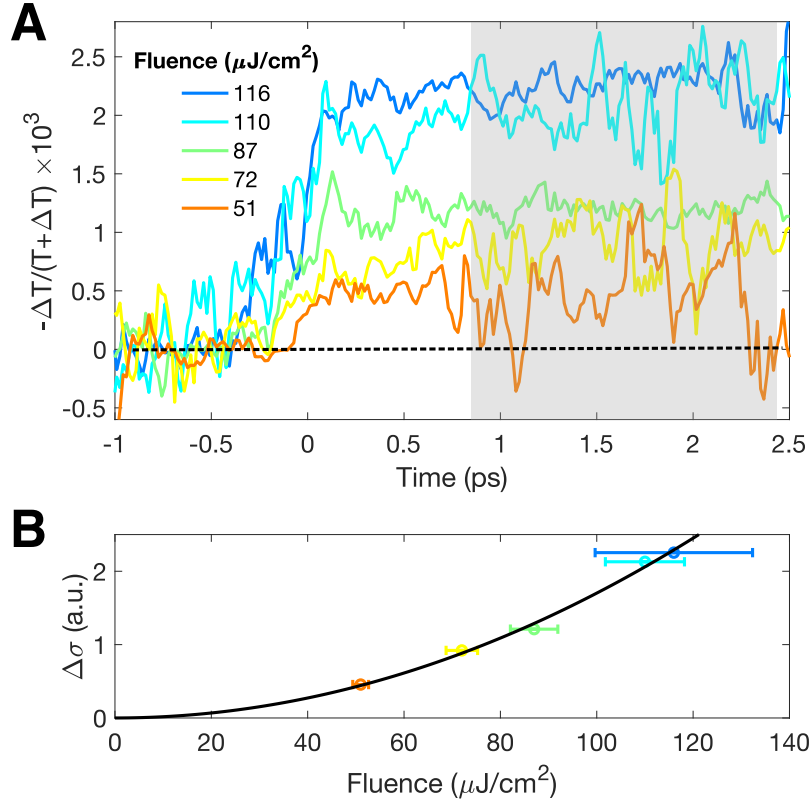 A
Fluence (μJ/cm²)
116
110
87
72
51
-ΔT/(T+ΔT) ×10³
2.5
2
1.5
1
0.5
0
-0.5
-1 -0.5 0 0.5 1 1.5 2 2.5
Time (ps)
B
Δσ (a.u.)
2
1
0
0 20 40 60 80 100 120 140
Fluence (μJ/cm²)